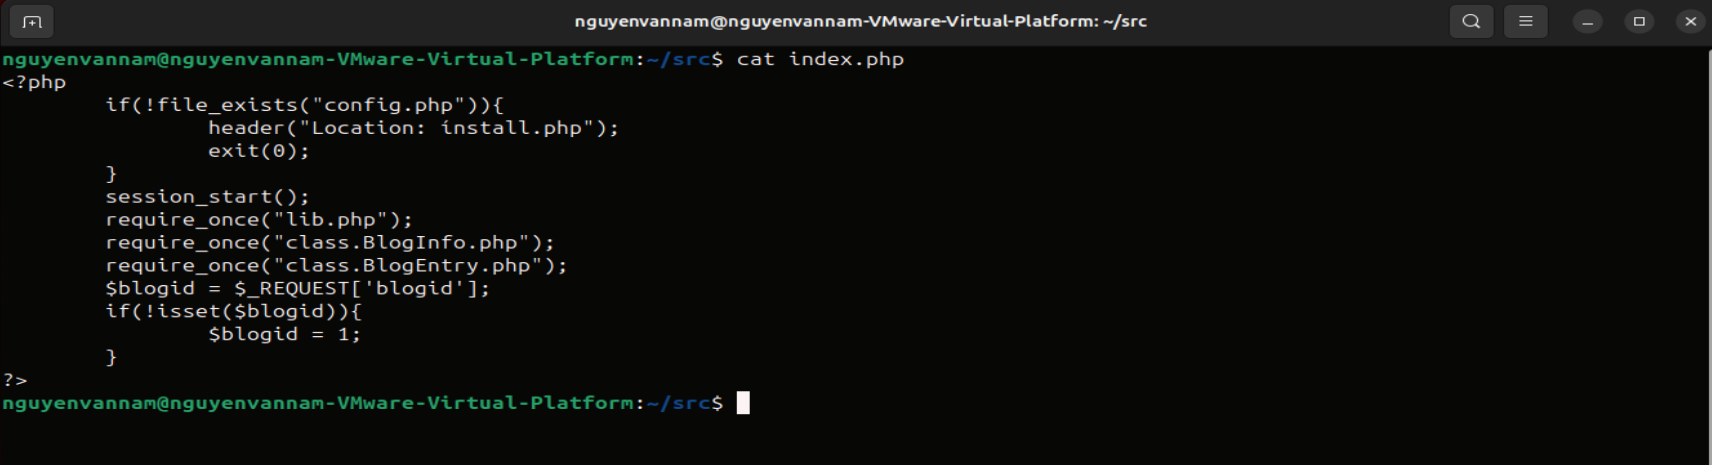 nguyenvannam@nguyenvannam-VMware-Virtual-Platform: ~/src
nguyenvannam@nguyenvannam-VMware-Virtual-Platform:~/src$ cat index.php
<?php
        if(!file_exists("config.php")){
                header("Location: install.php");
                exit(0);
        }
        session_start();
        require_once("lib.php");
        require_once("class.BlogInfo.php");
        require_once("class.BlogEntry.php");
        $blogid = $_REQUEST['blogid'];
        if(!isset($blogid)){
                $blogid = 1;
        }
?>
nguyenvannam@nguyenvannam-VMware-Virtual-Platform:~/src$